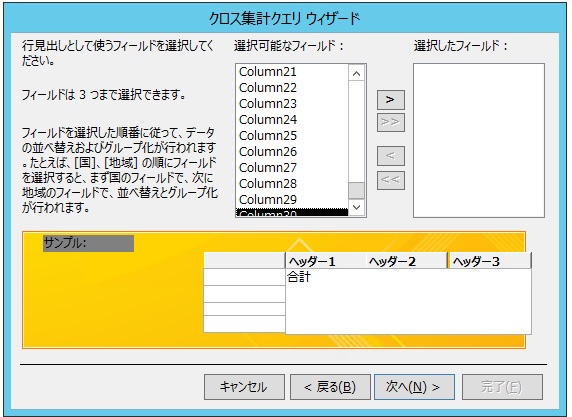 クロス集計クエリ ウィザード
行見出しとして使うフィールドを選択してく
ださい。
フィールドは 3 つまで選択できます。
フィールドを選択した順番に従って、データ
の並べ替えおよびグループ化が行われます
。たとえば、[国]、[地域] の順にフィールド
を選択すると、まず国のフィールドで、次に
地域のフィールドで、並べ替えとグループ化
が行われます。
選択可能なフィールド：
Column21
Column22
Column23
Column24
Column25
Column26
Column27
Column28
Column29
Column30
>
>>
<
<<
選択したフィールド：
サンプル:
ヘッダー1 ヘッダー2 ヘッダー3
合計
キャンセル
< 戻る(B)
次へ(N) >
完了(F)